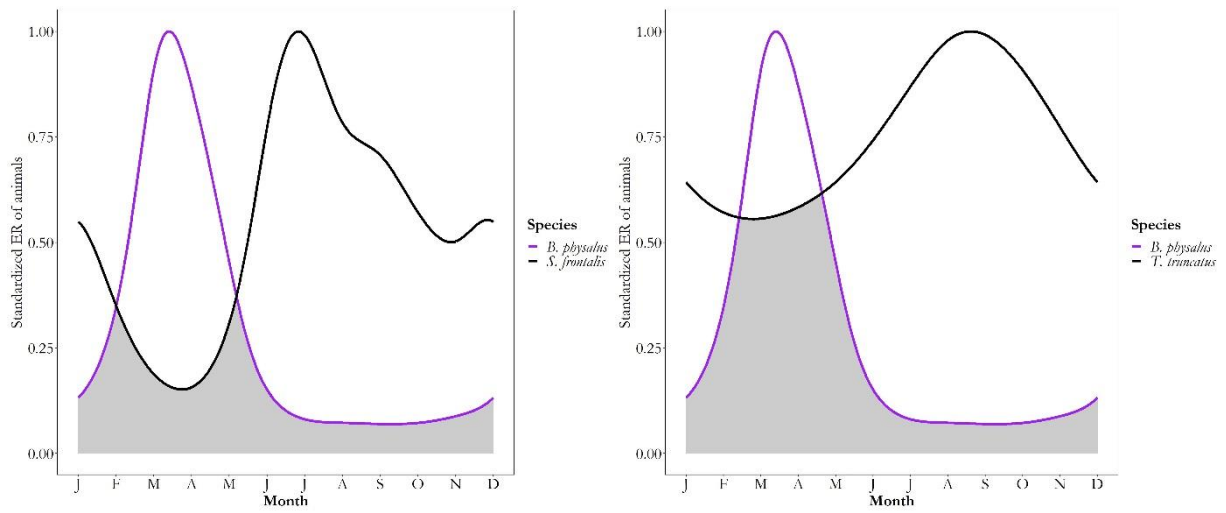 Standardized ER of animals
1.00
0.75
0.50
0.25
0.00
J F M A M J J A S O N D
Month
Species
B. physalus
S. frontalis
Standardized ER of animals
1.00
0.75
0.50
0.25
0.00
J F M A M J J A S O N D
Month
Species
B. physalus
T. truncatus